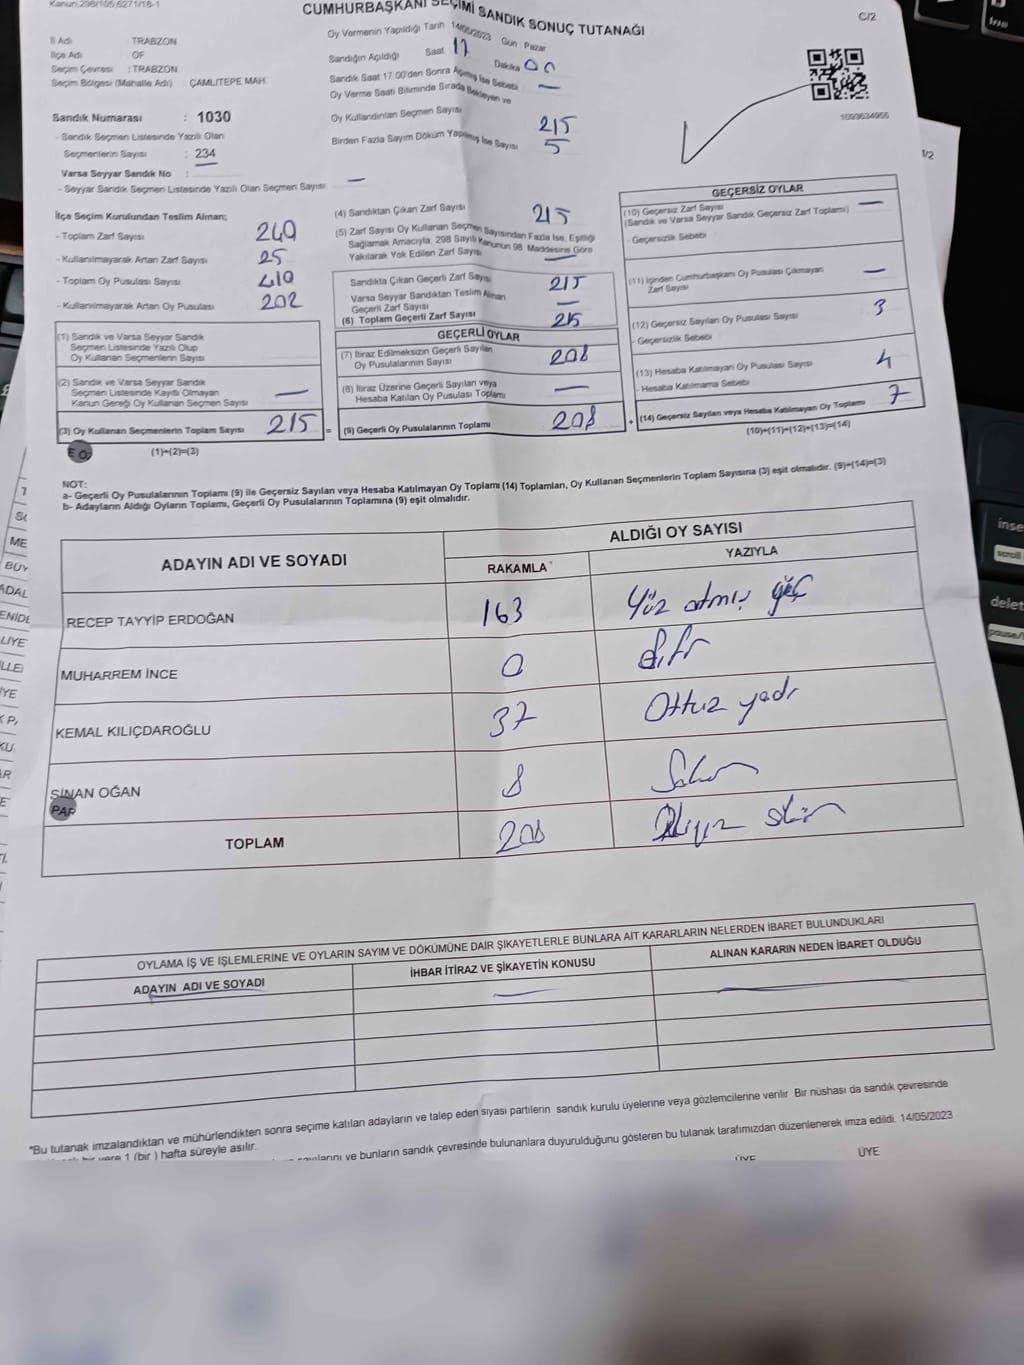 Kanun:298/105,6271/18-1
CUMHURBAŞKANI SEÇİMİ SANDIK SONUÇ TUTANAĞI
C/2
İl Adı TRABZON
İlçe Adı OF
Seçim Çevresi : TRABZON
Seçim Bölgesi (Mahalle Adı) ÇAMLITEPE MAH.
Oy Vermenin Yapıldığı Tarih 14/05/2023 Gün Pazar
Sandığın Açıldığı Saat 17 Dakika 00
Sandık Saat 17:00'den Sonra Açmış İse Sebebi —
Oy Verme Saati Bitiminde Sırada Bekleyen ve
Oy Kullandırılan Seçmen Sayısı 215
Birden Fazla Sayım Döküm Yapılmış İse Sayısı 5
1093634955
1/2
Sandık Numarası : 1030
- Sandık Seçmen Listesinde Yazılı Olan
Seçmenlerin Sayısı : 234
Varsa Seyyar Sandık No :
- Seyyar Sandık Seçmen Listesinde Yazılı Olan Seçmen Sayısı —
İlçe Seçim Kurulundan Teslim Alınan;
- Toplam Zarf Sayısı 240
- Kullanılmayarak Artan Zarf Sayısı 25
- Toplam Oy Pusulası Sayısı 410
- Kullanılmayarak Artan Oy Pusulası 202
(1) Sandık ve Varsa Seyyar Sandık
Seçmen Listesinde Yazılı Olup
Oy Kullanan Seçmenlerin Sayısı
(2) Sandık ve Varsa Seyyar Sandık
Seçmen Listesinde Kayıtlı Olmayan
Kanun Gereği Oy Kullanan Seçmen Sayısı —
(3) Oy Kullanan Seçmenlerin Toplam Sayısı 215 =
(1)+(2)=(3)
(4) Sandıktan Çıkan Zarf Sayısı 215
(5) Zarf Sayısı Oy Kullanan Seçmen Sayısından Fazla İse, Eşitliği
Sağlamak Amacıyla, 298 Sayılı Kanunun 98. Maddesine Göre
Yakılarak Yok Edilen Zarf Sayısı —
Sandıkta Çıkan Geçerli Zarf Sayısı 215
Varsa Seyyar Sandıktan Teslim Alınan
Geçerli Zarf Sayısı —
(6) Toplam Geçerli Zarf Sayısı 215
GEÇERLİ OYLAR
(7) İtiraz Edilmeksizin Geçerli Sayılan
Oy Pusulalarının Sayısı 208
(8) İtiraz Üzerine Geçerli Sayılan veya
Hesaba Katılan Oy Pusulası Toplamı —
(9) Geçerli Oy Pusulalarının Toplamı 208 +
GEÇERSİZ OYLAR
(10) Geçersiz Zarf Sayısı
(Sandık ve Varsa Seyyar Sandık Geçersiz Zarf Toplamı) —
- Geçersizlik Sebebi
(11) İçinden Cumhurbaşkanı Oy Pusulası Çıkmayan
Zarf Sayısı —
(12) Geçersiz Sayılan Oy Pusulası Sayısı 3
- Geçersizlik Sebebi
(13) Hesaba Katılmayan Oy Pusulası Sayısı 4
- Hesaba Katılmama Sebebi
(14) Geçersiz Sayılan veya Hesaba Katılmayan Oy Toplamı 7
(10)+(11)+(12)+(13)=(14)
NOT:
a- Geçerli Oy Pusulalarının Toplamı (9) ile Geçersiz Sayılan veya Hesaba Katılmayan Oy Toplamı (14) Toplamları, Oy Kullanan Seçmenlerin Toplam Sayısına (3) eşit olmalıdır. (9)+(14)=(3)
b- Adayların Aldığı Oyların Toplamı, Geçerli Oy Pusulalarının Toplamına (9) eşit olmalıdır.
ADAYIN ADI VE SOYADI
ALDIĞI OY SAYISI
RAKAMLA YAZIYLA
RECEP TAYYİP ERDOĞAN 163 Yüz atmış
MUHARREM İNCE 0 sıfır
KEMAL KILIÇDAROĞLU 37 Ottuz yedi
SİNAN OĞAN 8
TOPLAM 208
OYLAMA İŞ VE İŞLEMLERİNE VE OYLARIN SAYIM VE DÖKÜMÜNE DAİR ŞİKAYETLERLE BUNLARA AİT KARARLARIN NELERDEN İBARET BULUNDUKLARI
ADAYIN ADI VE SOYADI İHBAR İTİRAZ VE ŞİKAYETİN KONUSU ALINAN KARARIN NEDEN İBARET OLDUĞU
*Bu tutanak imzalandıktan ve mühürlendikten sonra seçime katılan adayların ve talep eden siyasi partilerin sandık kurulu üyelerine veya gözlemcilerine verilir. Bir nüshası da sandık çevresinde
1 (bir) hafta süreyle asılır.
ve bunların sandık çevresinde bulunanlara duyurulduğunu gösteren bu tutanak tarafımızdan düzenlenerek imza edildi. 14/05/2023
ÜYE ÜYE